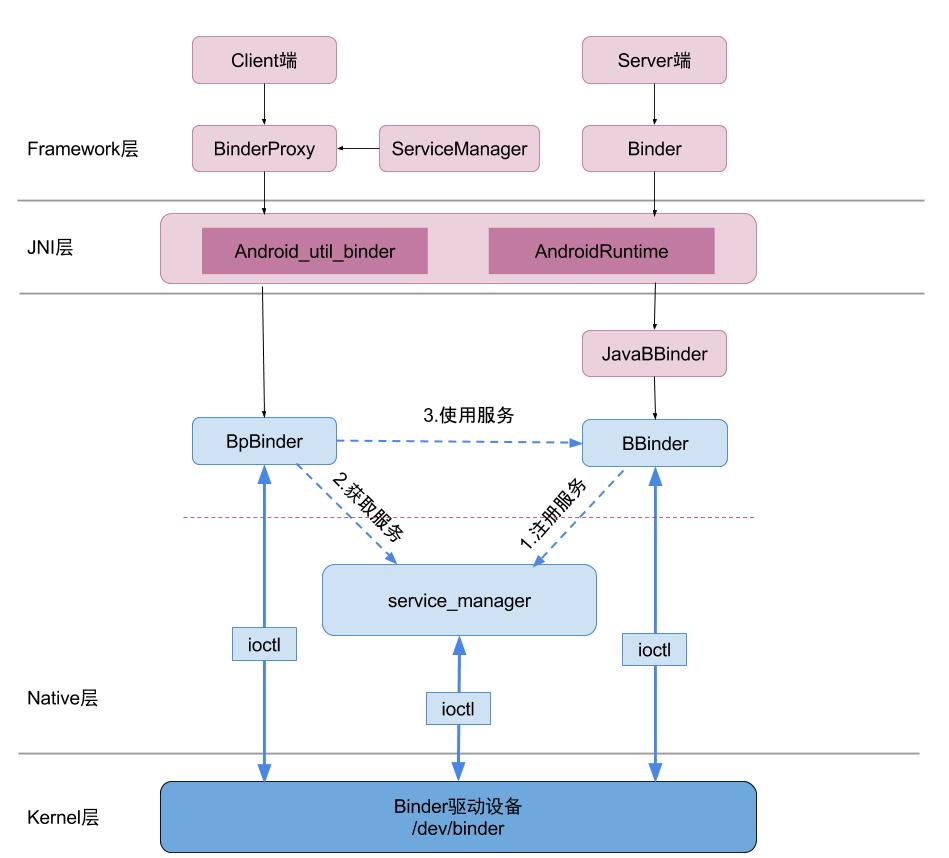 Client端
Server端
Framework层
BinderProxy
ServiceManager
Binder
JNI层
Android_util_binder
AndroidRuntime
JavaBBinder
3.使用服务
BpBinder
BBinder
2.获取服务
1.注册服务
service_manager
ioctl
ioctl
Native层
ioctl
Binder驱动设备
/dev/binder
Kernel层